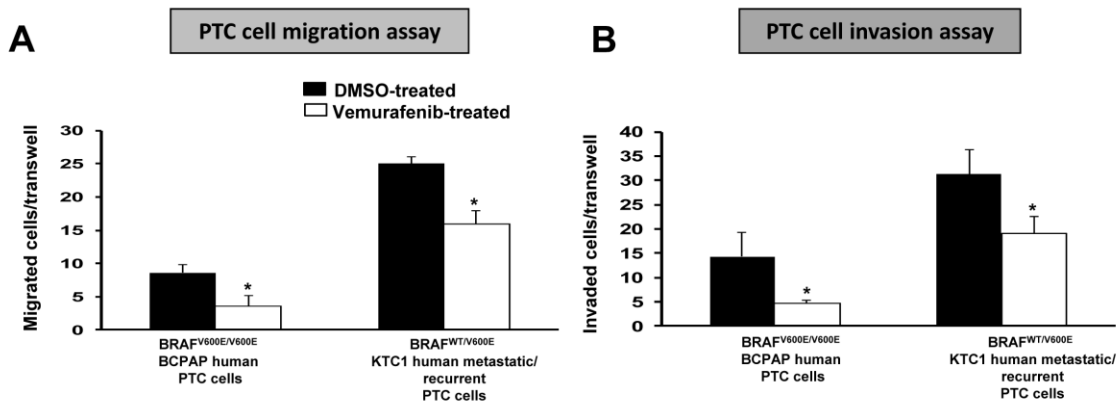 A
PTC cell migration assay
DMSO-treated
Vemurafenib-treated
Migrated cells/transwell
30
25
20
15
10
5
0
*
*
BRAFV600E/V600E
BCPAP human
PTC cells
BRAFWT/V600E
KTC1 human metastatic/
recurrent
PTC cells
B
PTC cell invasion assay
Invaded cells/transwell
40
35
30
25
20
15
10
5
0
*
*
BRAFV600E/V600E
BCPAP human
PTC cells
BRAFWT/V600E
KTC1 human metastatic/
recurrent
PTC cells